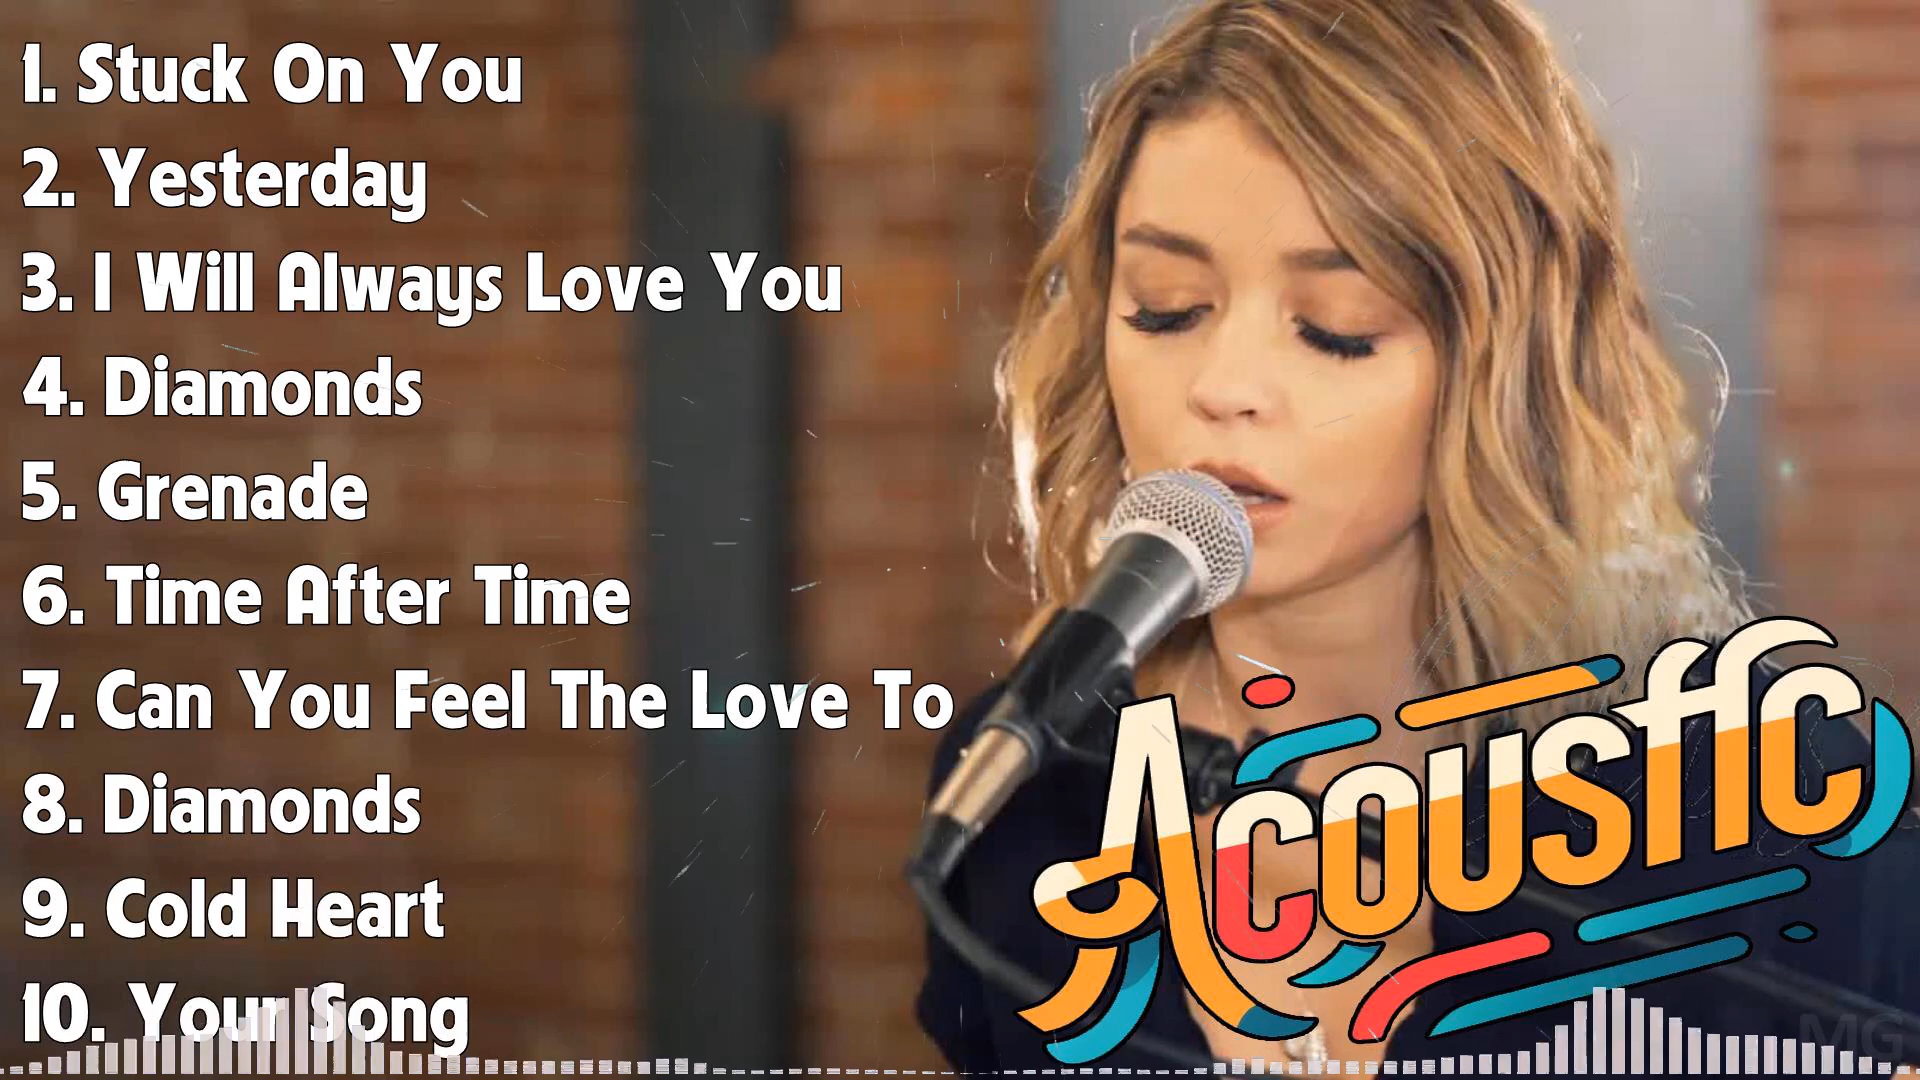 1. Stuck On You
2. Yesterday
3. I Will Always Love You
4. Diamonds
5. Grenade
6. Time After Time
7. Can You Feel The Love To
8. Diamonds
9. Cold Heart
10. Your Song
Acoustic
MG